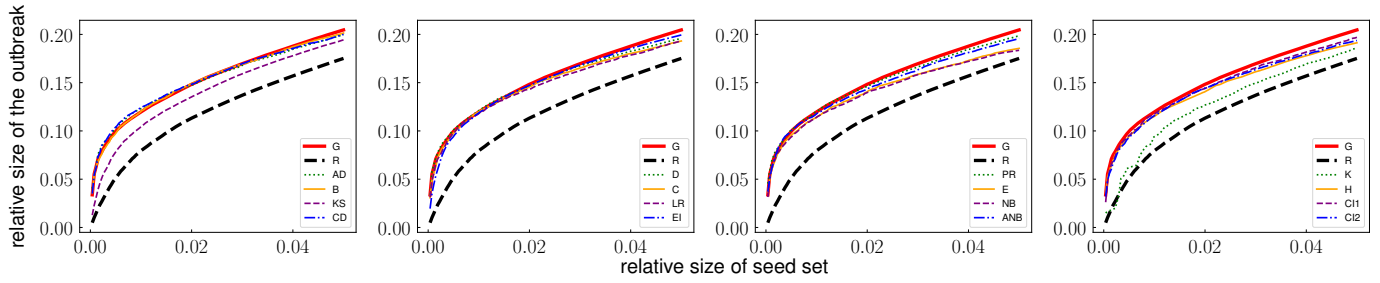 relative size of the outbreak
0.20
0.15
0.10
0.05
0.00
0.00 0.02 0.04
G
R
AD
B
KS
CD
0.20
0.15
0.10
0.05
0.00
0.00 0.02 0.04
G
R
D
C
LR
EI
0.20
0.15
0.10
0.05
0.00
0.00 0.02 0.04
G
R
PR
E
NB
ANB
0.20
0.15
0.10
0.05
0.00
0.00 0.02 0.04
G
R
K
H
CI1
CI2
relative size of seed set